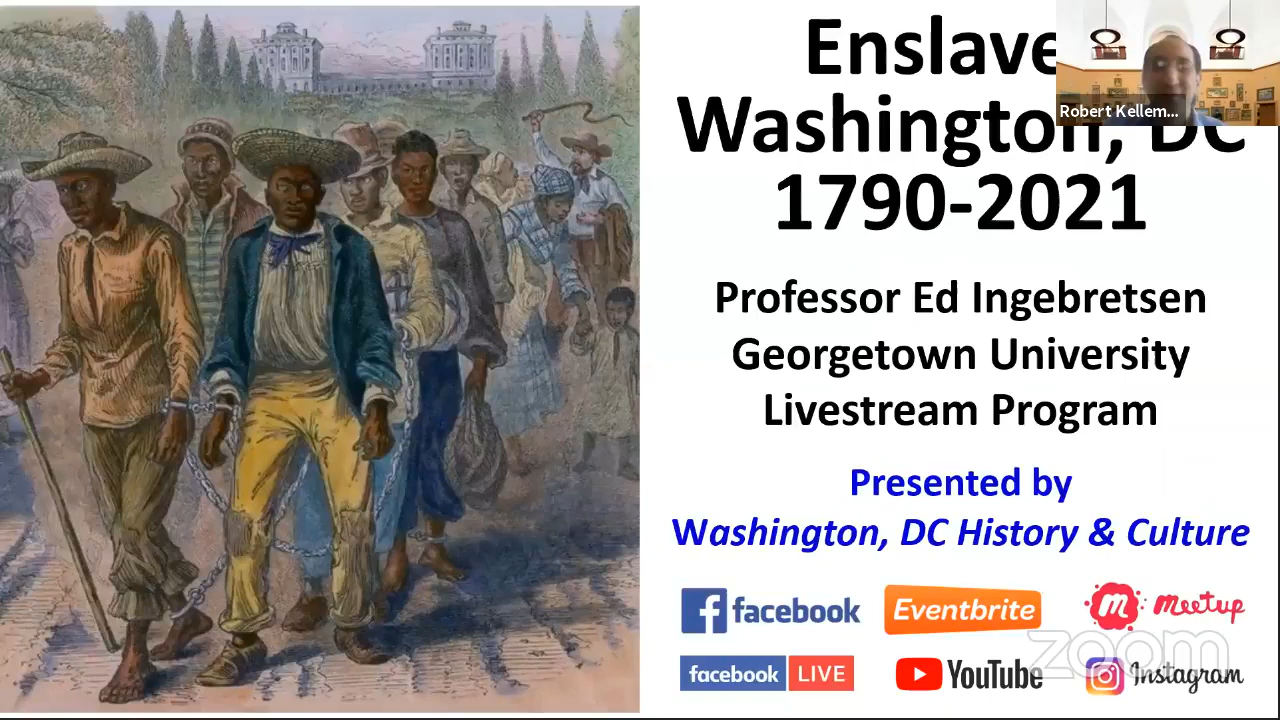 Enslave
Washington, DC
1790-2021
Robert Kellem...
Professor Ed Ingebretsen
Georgetown University
Livestream Program
Presented by
Washington, DC History & Culture
facebook
Eventbrite
Meetup
zoom
facebook LIVE
YouTube
Instagram